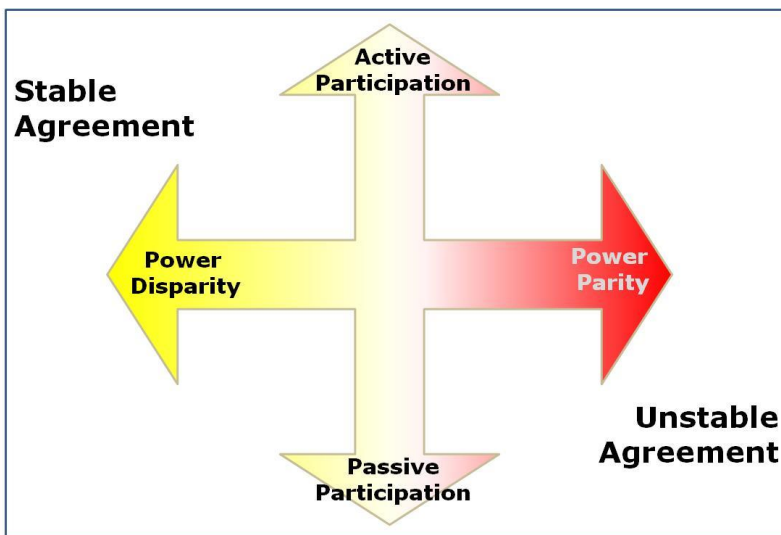 Active
Participation
Stable
Agreement
Power
Disparity
Power
Parity
Unstable
Agreement
Passive
Participation